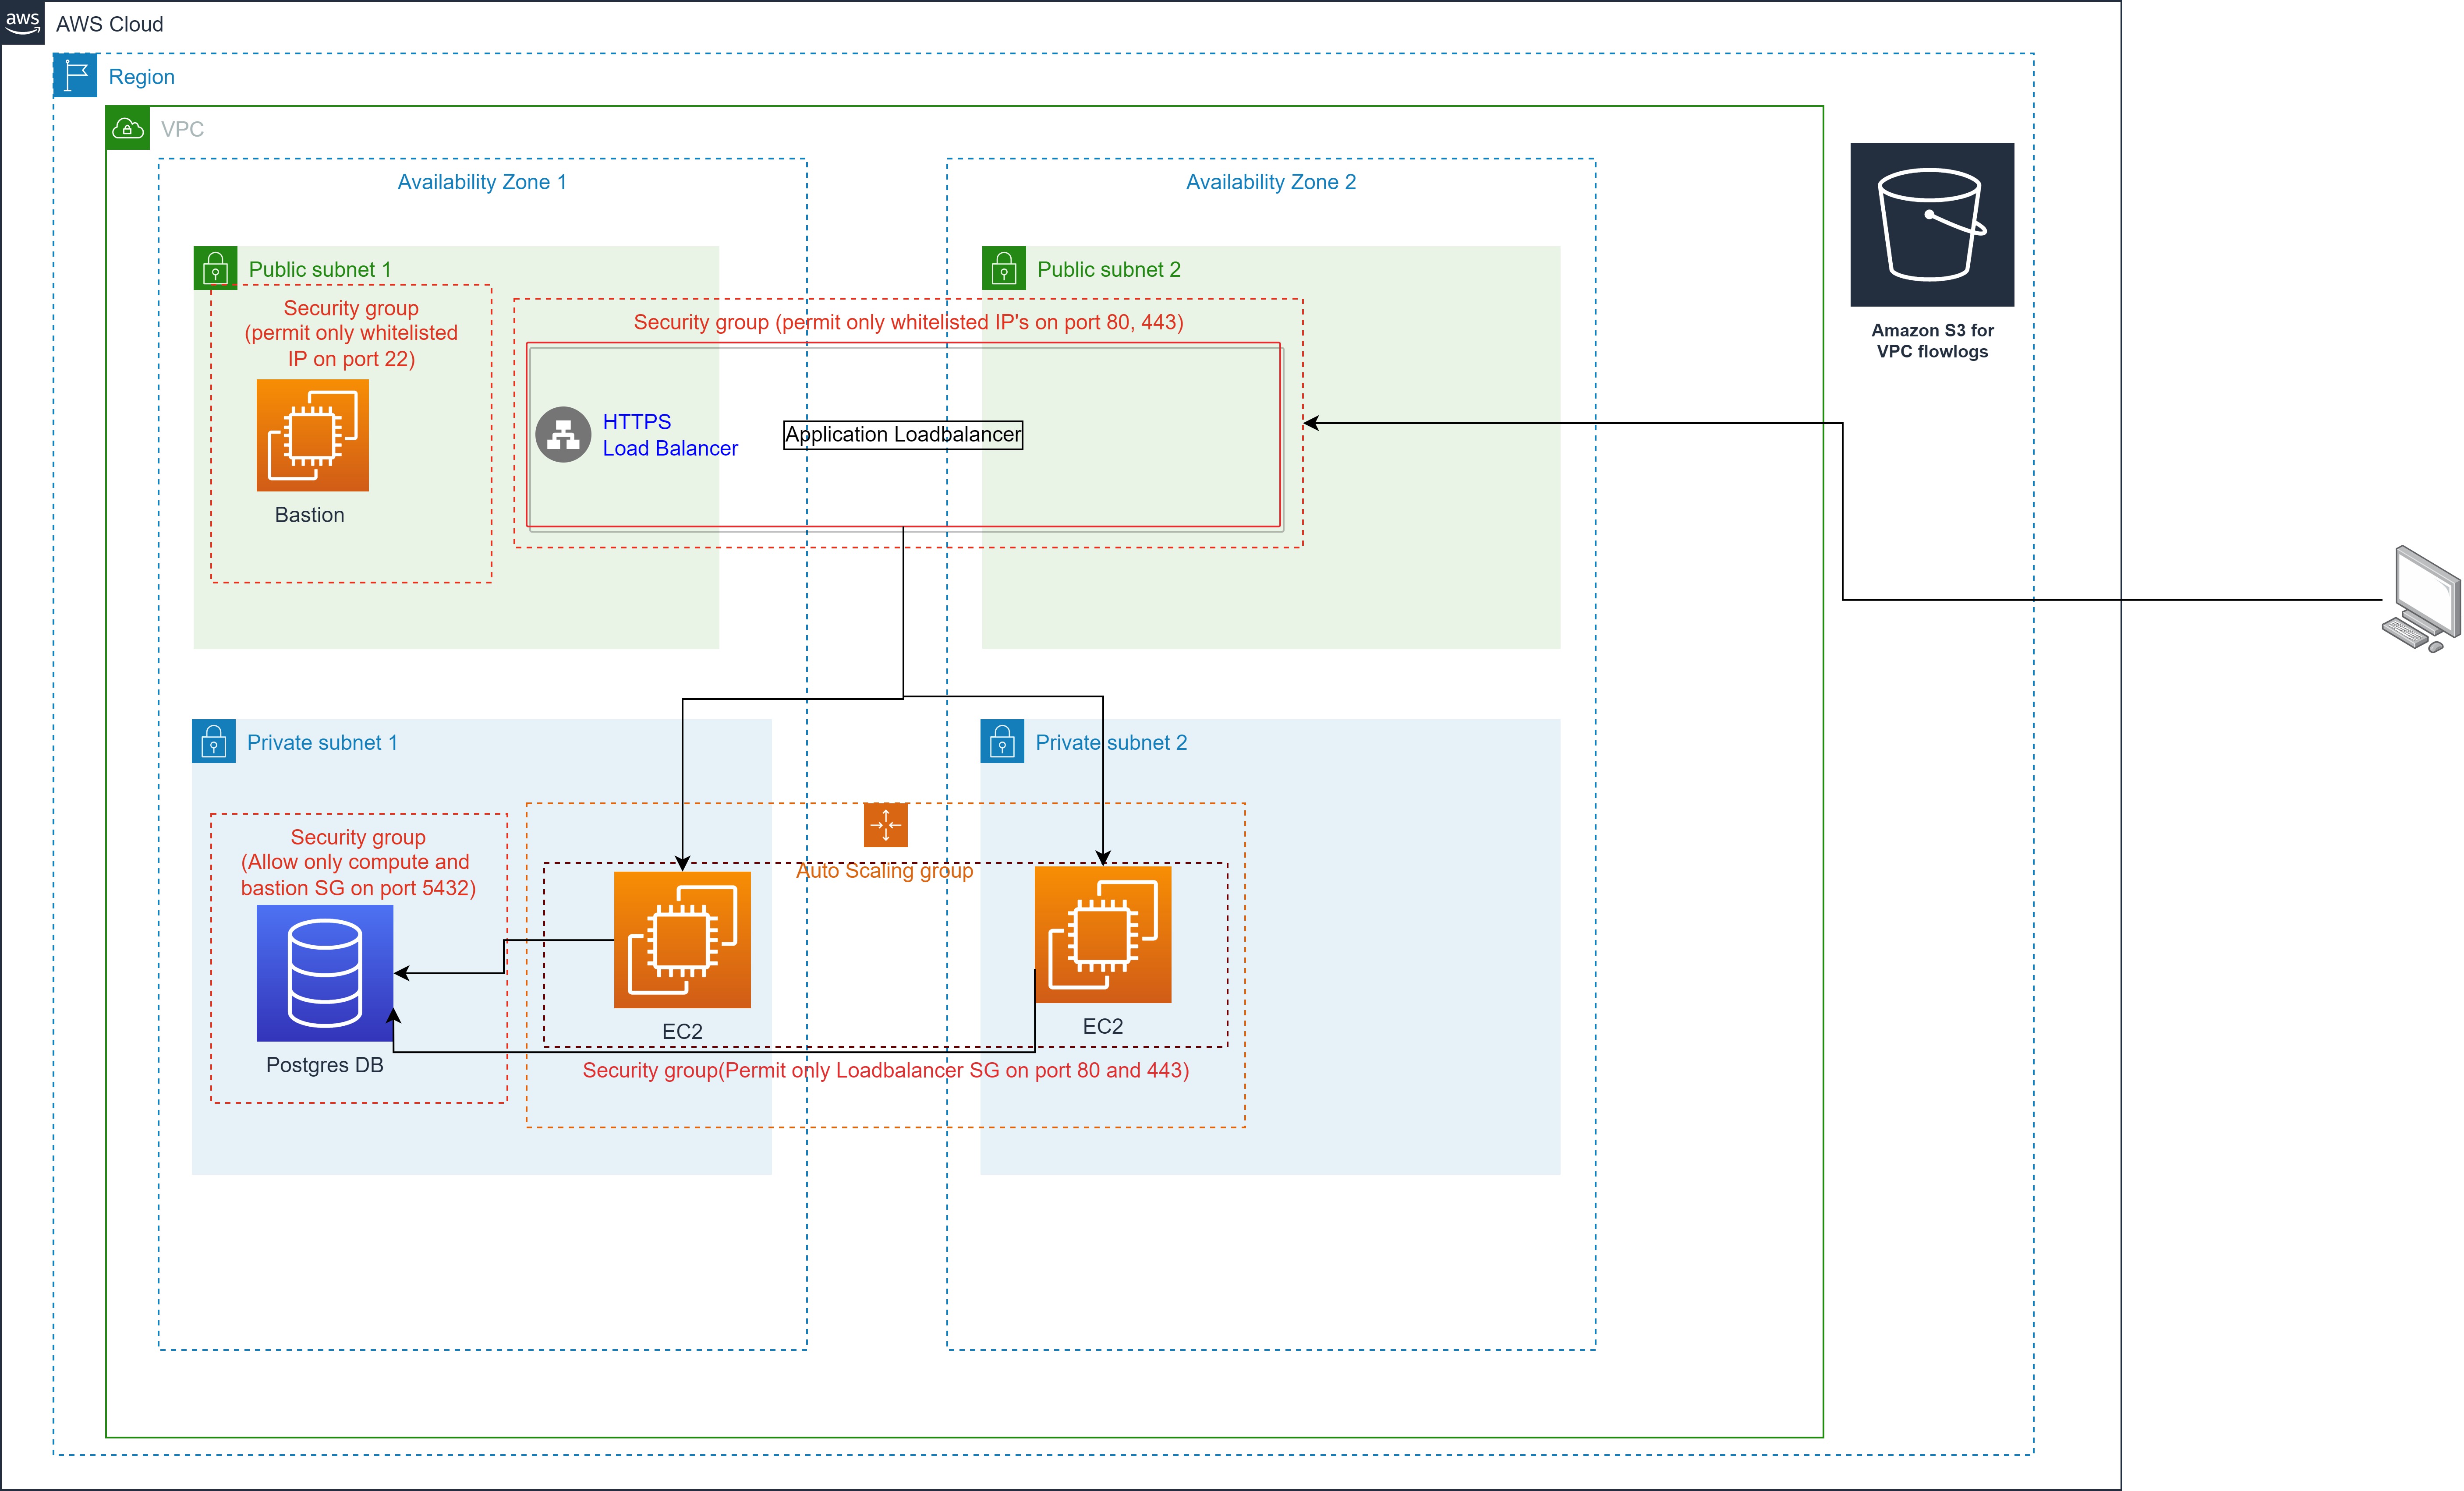 aws
AWS Cloud
Region
VPC
Availability Zone 1
Availability Zone 2
Public subnet 1
Public subnet 2
Security group
(permit only whitelisted
IP on port 22)
Bastion
Security group (permit only whitelisted IP's on port 80, 443)
HTTPS
Load Balancer
Application Loadbalancer
Amazon S3 for
VPC flowlogs
Private subnet 1
Private subnet 2
Security group
(Allow only compute and
bastion SG on port 5432)
Postgres DB
Auto Scaling group
EC2
EC2
Security group(Permit only Loadbalancer SG on port 80 and 443)